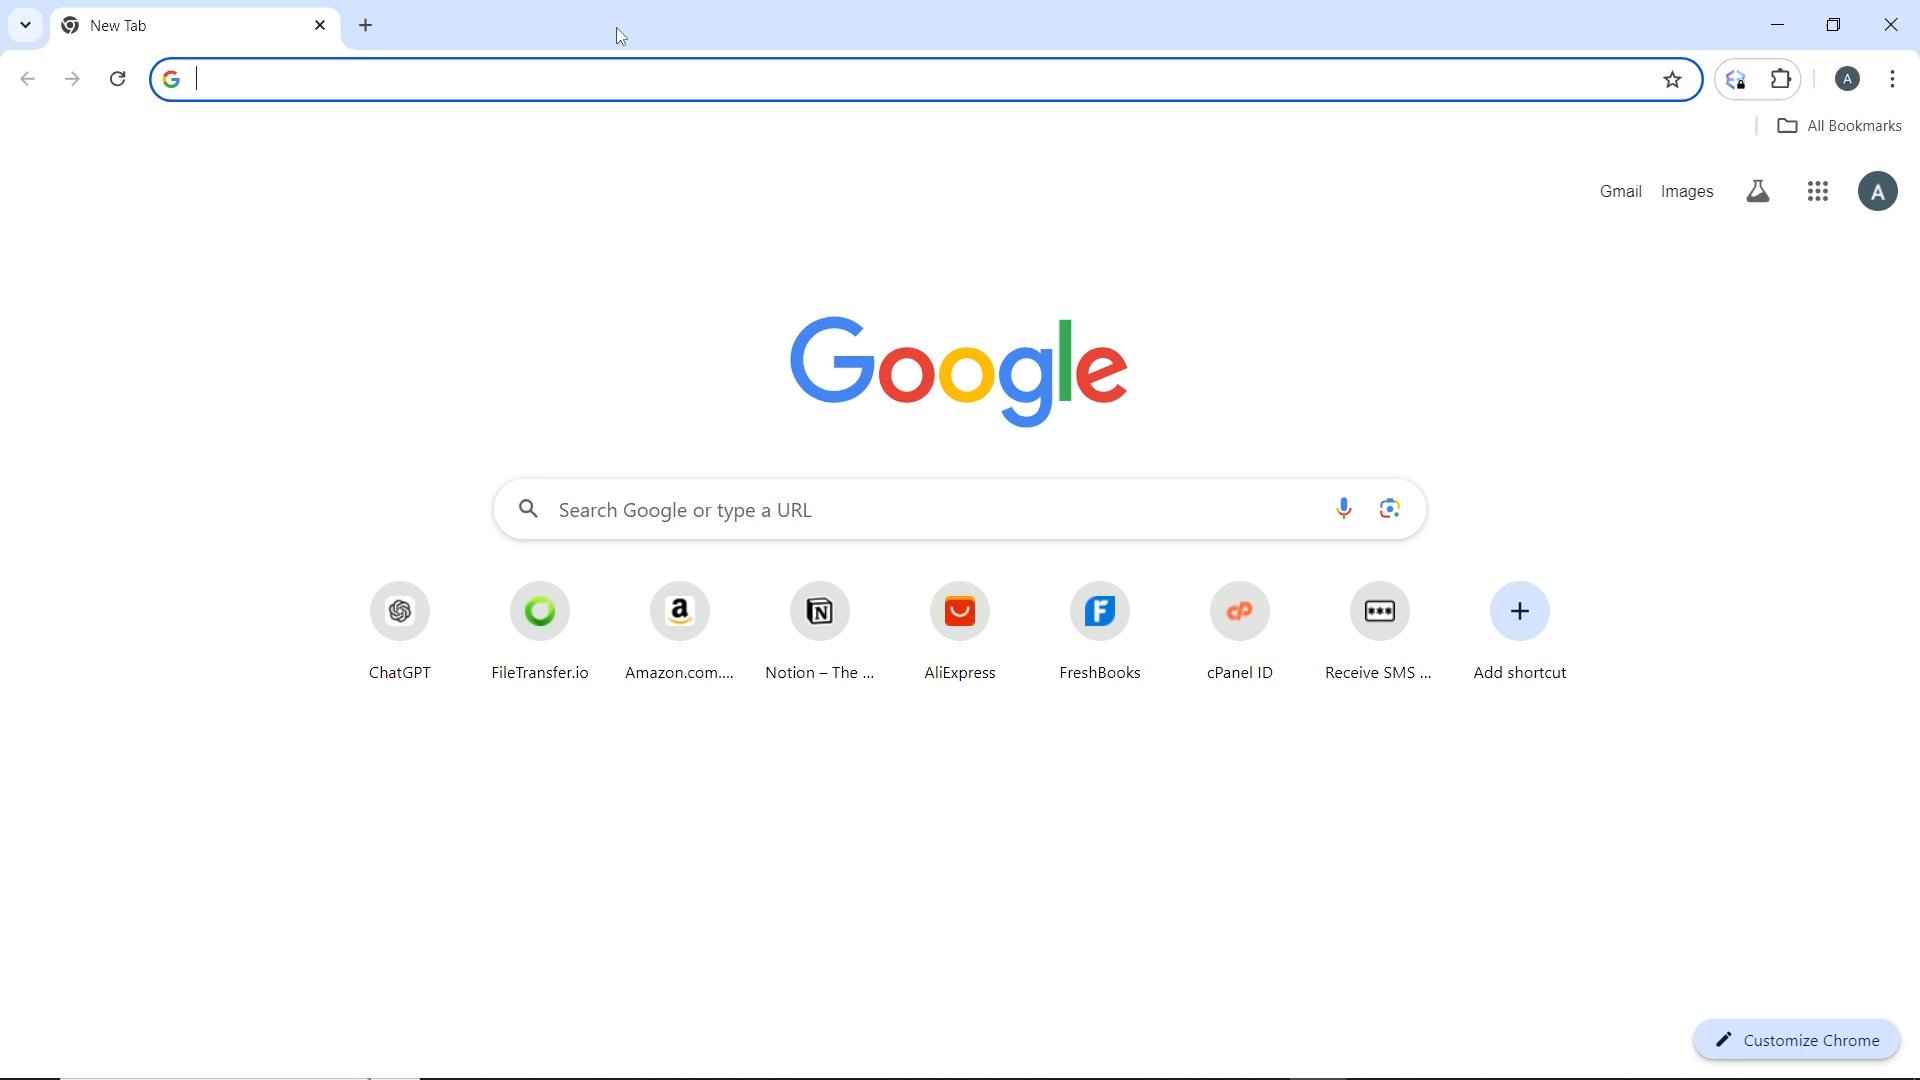 New Tab
All Bookmarks
Gmail Images
A
A
Google
Search Google or type a URL
ChatGPT FileTransfer.io Amazon.com.... Notion – The ... AliExpress FreshBooks cPanel ID Receive SMS ... Add shortcut
Customize Chrome